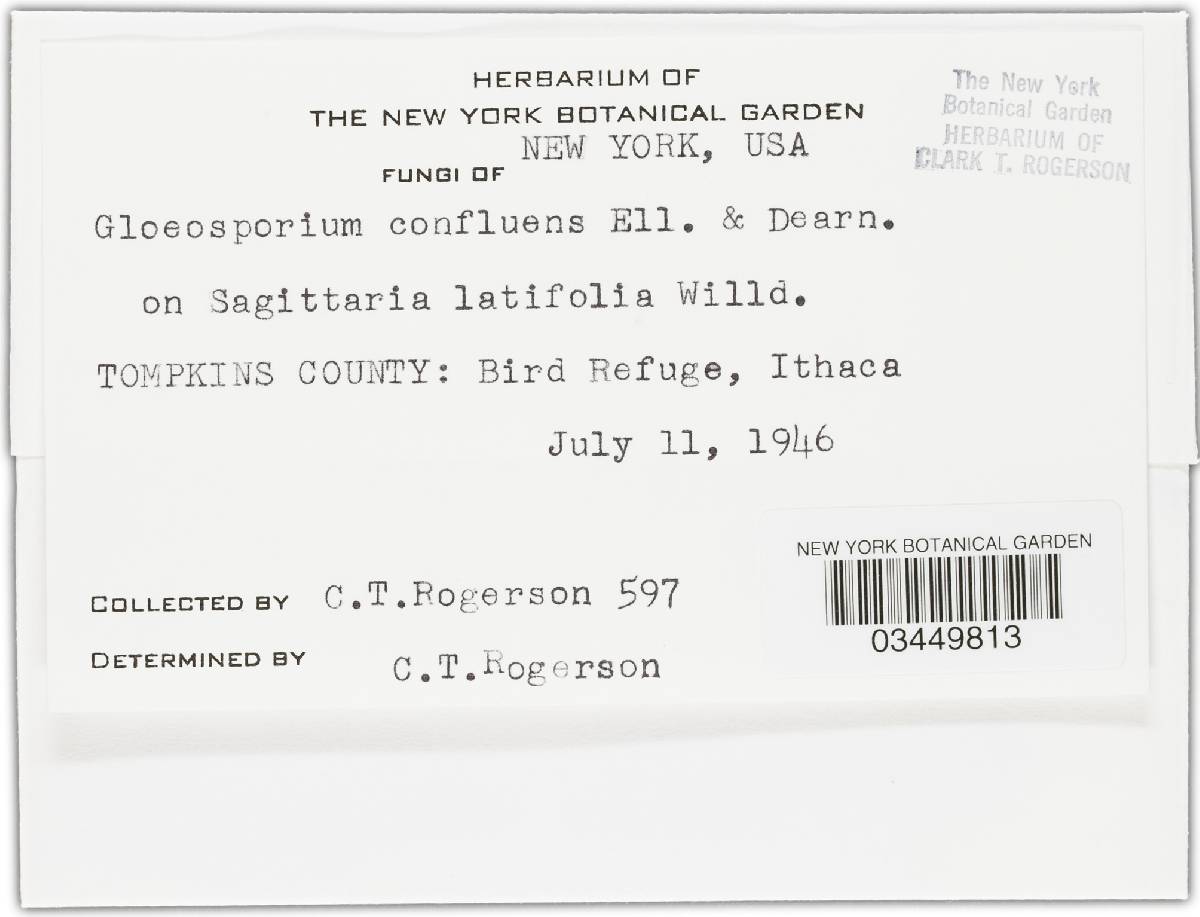 HERBARIUM OF
THE NEW YORK BOTANICAL GARDEN
FUNGI OF NEW YORK, USA
The New York
Botanical Garden
HERBARIUM OF
CLARK T. ROGERSON
Gloeosporium confluens Ell. & Dearn.
on Sagittaria latifolia Willd.
TOMPKINS COUNTY: Bird Refuge, Ithaca
July 11, 1946
COLLECTED BY C.T.Rogerson 597
DETERMINED BY C.T.Rogerson
NEW YORK BOTANICAL GARDEN
03449813